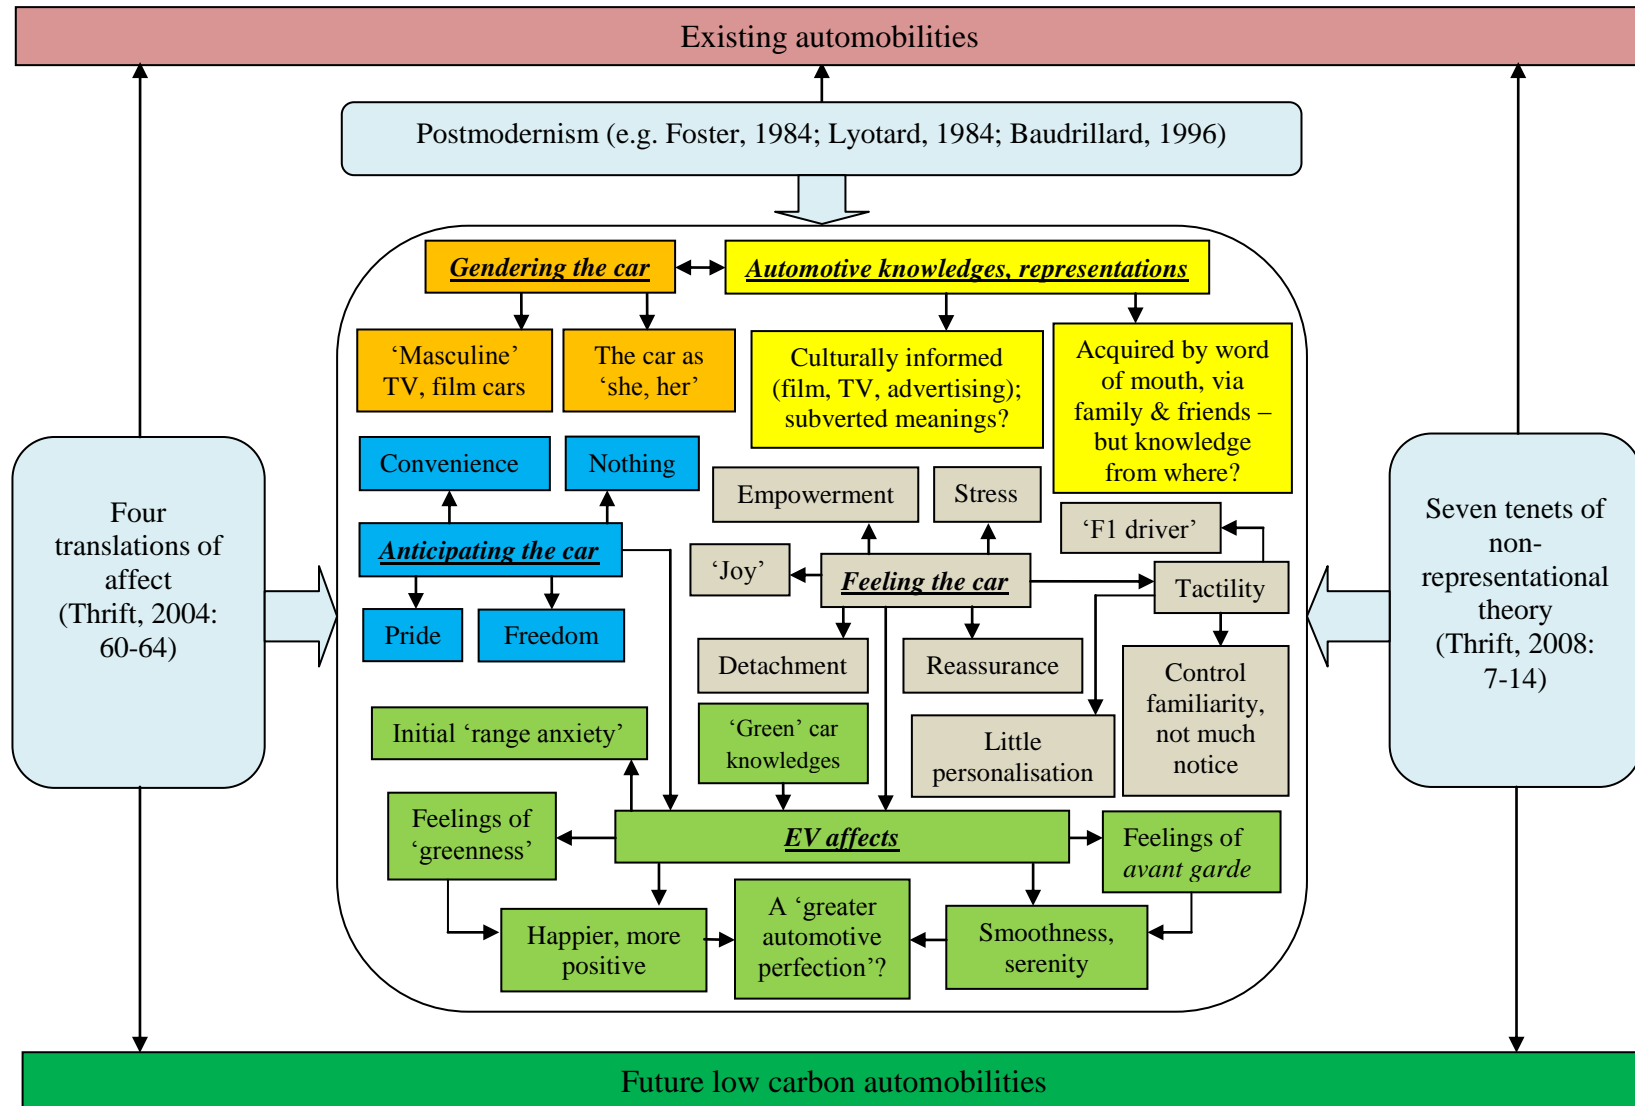 Existing automobilities
Postmodernism (e.g. Foster, 1984; Lyotard, 1984; Baudrillard, 1996)
Gendering the car
Automotive knowledges, representations
‘Masculine’
TV, film cars
The car as
‘she, her’
Culturally informed
(film, TV, advertising);
subverted meanings?
Acquired by word
of mouth, via
family & friends –
but knowledge
from where?
Four
translations of
affect
(Thrift, 2004:
60-64)
Convenience
Nothing
Anticipating the car
Pride
Freedom
Empowerment
Stress
‘F1 driver’
‘Joy’
Feeling the car
Tactility
Detachment
Reassurance
Control
familiarity,
not much
notice
Little
personalisation
Seven tenets of
non-
representational
theory
(Thrift, 2008:
7-14)
Initial ‘range anxiety’
‘Green’ car
knowledges
Feelings of
‘greenness’
EV affects
Feelings of
avant garde
Happier, more
positive
A ‘greater
automotive
perfection’?
Smoothness,
serenity
Future low carbon automobilities